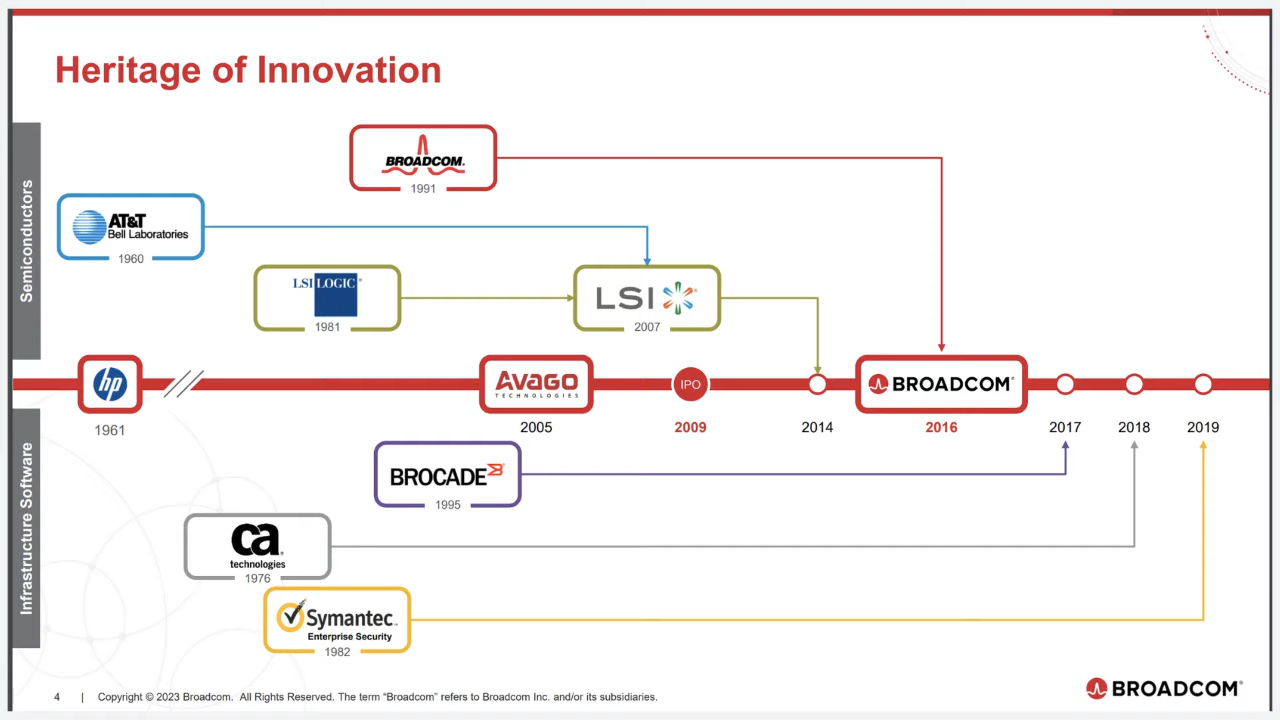 Heritage of Innovation
Semiconductors
BROADCOM.
1991
AT&T
Bell Laboratories
1960
LSI LOGIC®
1981
LSI
2007
hp
1961
AVAGO
TECHNOLOGIES
2005
IPO
2009
2014
BROADCOM®
2016
2017
2018
2019
Infrastructure Software
BROCADE
1995
ca
technologies
1976
Symantec™
Enterprise Security
1982
4 | Copyright © 2023 Broadcom. All Rights Reserved. The term “Broadcom” refers to Broadcom Inc. and/or its subsidiaries.
BROADCOM®